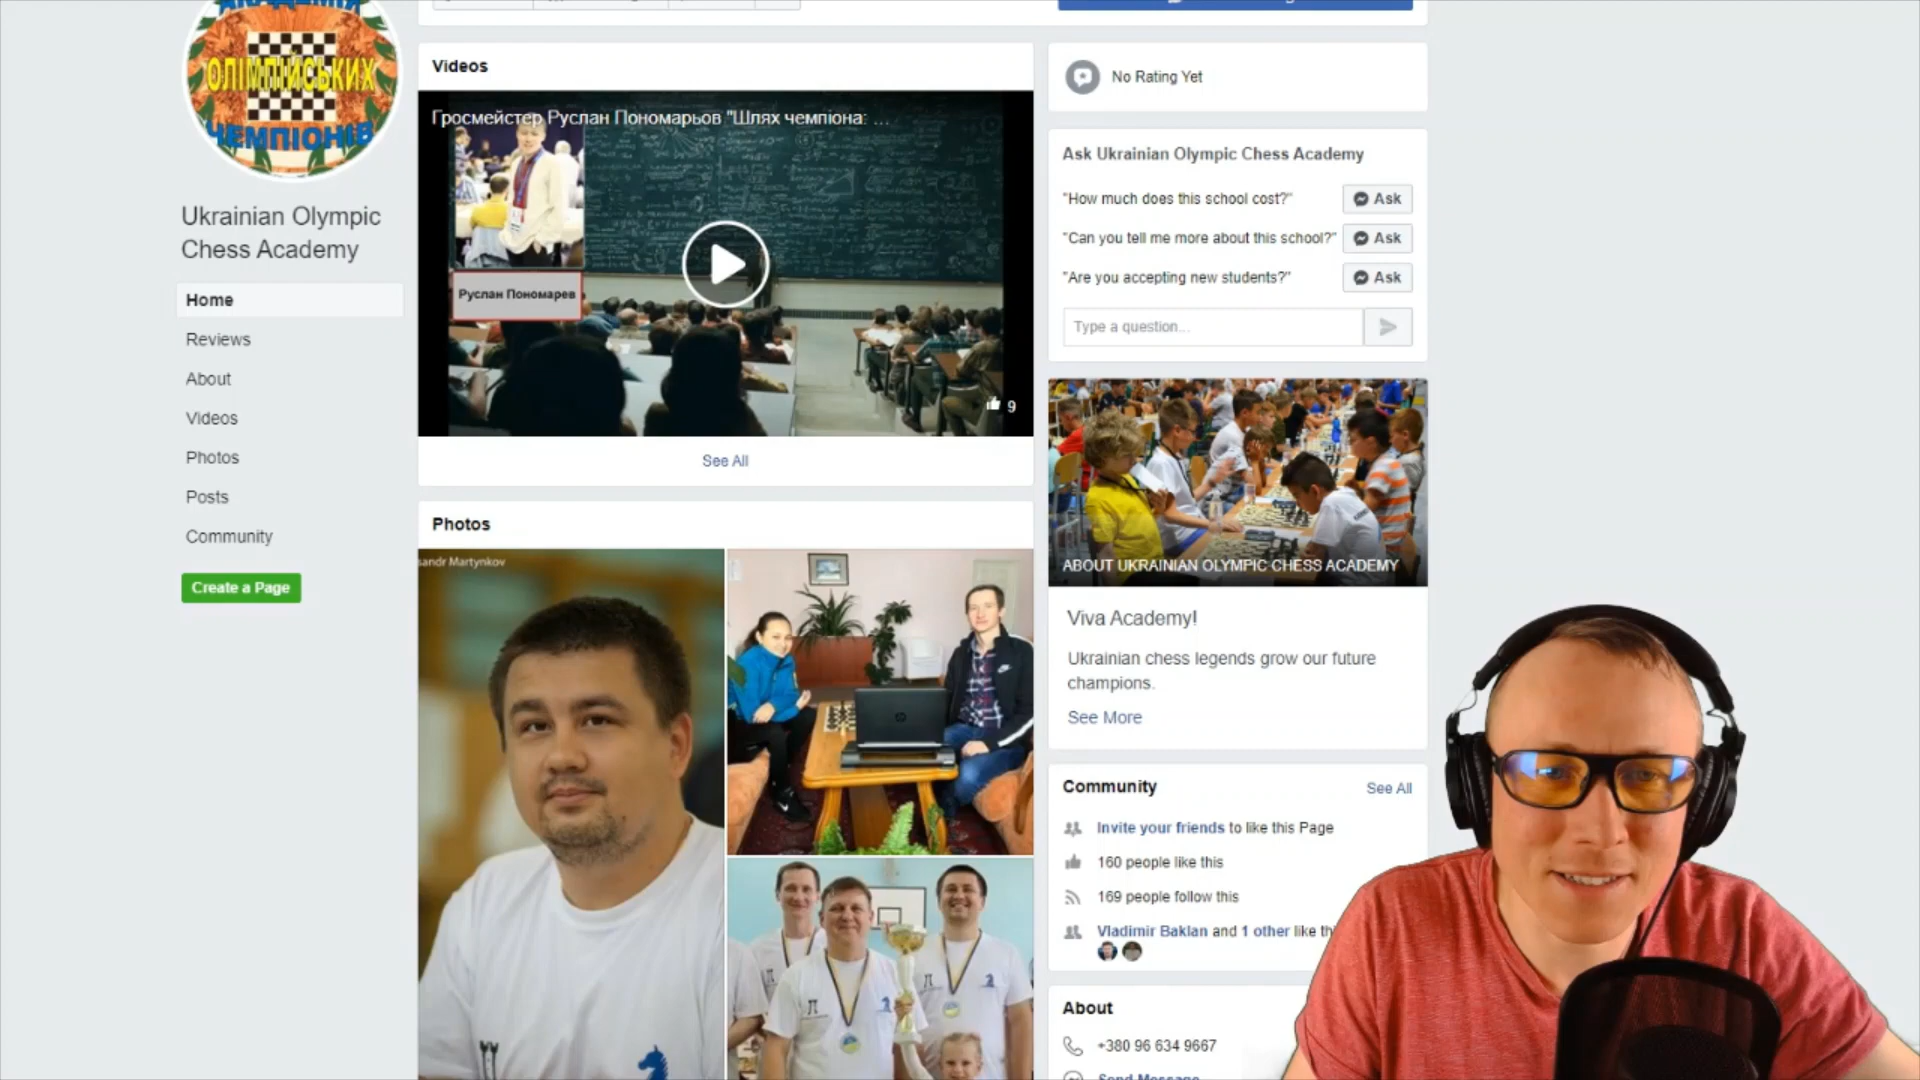 АКАДЕМІЯ
ОЛІМПІЙСЬКИХ
ЧЕМПІОНІВ
Ukrainian Olympic
Chess Academy
Home
Reviews
About
Videos
Photos
Posts
Community
Create a Page
Videos
Гросмейстер Руслан Пономарьов "Шлях чемпіона: ...
Руслан Пономарев
9
See All
Photos
sandr Martynkov
No Rating Yet
Ask Ukrainian Olympic Chess Academy
"How much does this school cost?"
Ask
"Can you tell me more about this school?"
Ask
"Are you accepting new students?"
Ask
Type a question...
ABOUT UKRAINIAN OLYMPIC CHESS ACADEMY
Viva Academy!
Ukrainian chess legends grow our future
champions.
See More
Community
See All
Invite your friends to like this Page
160 people like this
169 people follow this
Vladimir Baklan and 1 other like th
About
+380 96 634 9667
Send Message